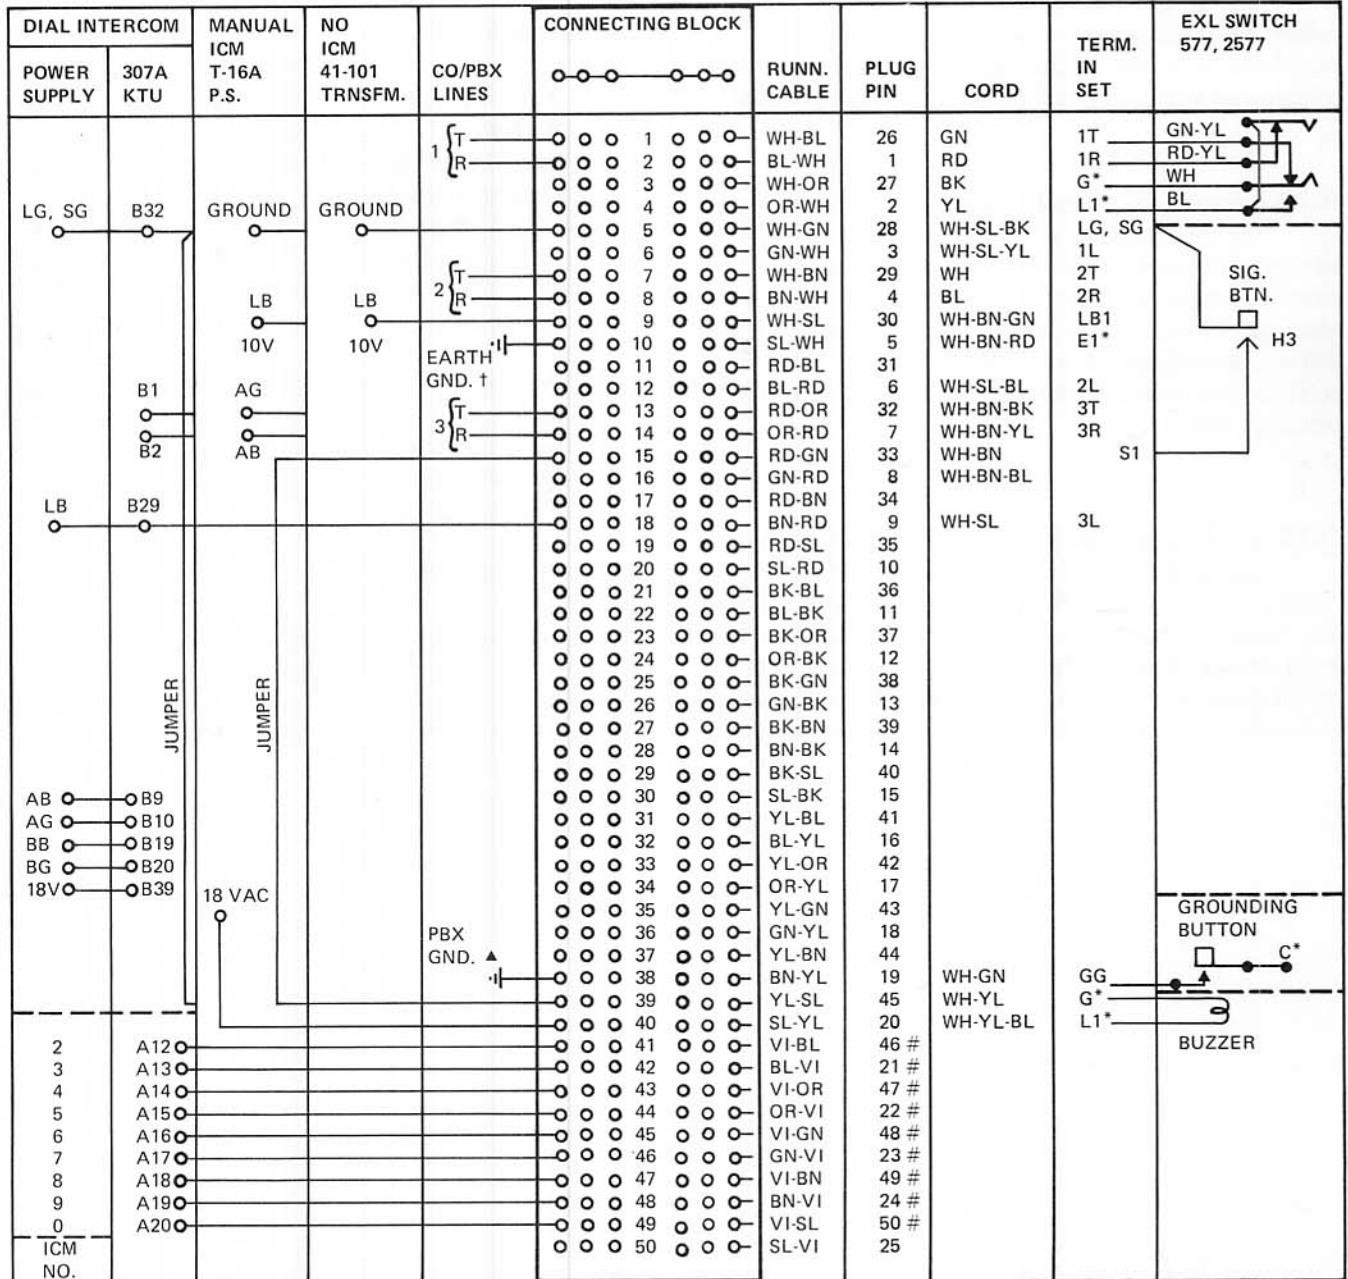 DIAL INTERCOM
MANUAL ICM T-16A P.S.
NO ICM 41-101 TRNSFM.
CO/PBX LINES
CONNECTING BLOCK
RUNN. CABLE
PLUG PIN
CORD
TERM. IN SET
EXL SWITCH 577, 2577
POWER SUPPLY
307A KTU
1 T 1 WH-BL 26 GN 1T GN-YL
R 2 BL-WH 1 RD 1R RD-YL
3 WH-OR 27 BK G* WH
4 OR-WH 2 YL L1* BL
LG, SG B32 GROUND GROUND 5 WH-GN 28 WH-SL-BK LG, SG
6 GN-WH 3 WH-SL-YL 1L
2 T 7 WH-BN 29 WH 2T SIG. BTN.
R 8 BN-WH 4 BL 2R
LB 10V LB 10V 9 WH-SL 30 WH-BN-GN LB1
EARTH GND. † 10 SL-WH 5 WH-BN-RD E1* H3
11 RD-BL 31
12 BL-RD 6 WH-SL-BL 2L
B1 AG 3 T 13 RD-OR 32 WH-BN-BK 3T
B2 AB R 14 OR-RD 7 WH-BN-YL 3R
15 RD-GN 33 WH-BN S1
16 GN-RD 8 WH-BN-BL
17 RD-BN 34
LB B29 18 BN-RD 9 WH-SL 3L
19 RD-SL 35
20 SL-RD 10
21 BK-BL 36
22 BL-BK 11
23 BK-OR 37
24 OR-BK 12
25 BK-GN 38
JUMPER JUMPER
26 GN-BK 13
27 BK-BN 39
28 BN-BK 14
29 BK-SL 40
AB B9 30 SL-BK 15
AG B10 31 YL-BL 41
BB B19 32 BL-YL 16
BG B20 33 YL-OR 42
18V B39 34 OR-YL 17
18 VAC 35 YL-GN 43 GROUNDING BUTTON
36 GN-YL 18
37 YL-BN 44 C*
PBX GND. ▲ 38 BN-YL 19 WH-GN GG
39 YL-SL 45 WH-YL G*
40 SL-YL 20 WH-YL-BL L1*
BUZZER
2 A12 41 VI-BL 46 #
3 A13 42 BL-VI 21 #
4 A14 43 VI-OR 47 #
5 A15 44 OR-VI 22 #
6 A16 45 VI-GN 48 #
7 A17 46 GN-VI 23 #
8 A18 47 VI-BN 49 #
9 A19 48 BN-VI 24 #
0 A20 49 VI-SL 50 #
50 SL-VI 25
ICM NO.